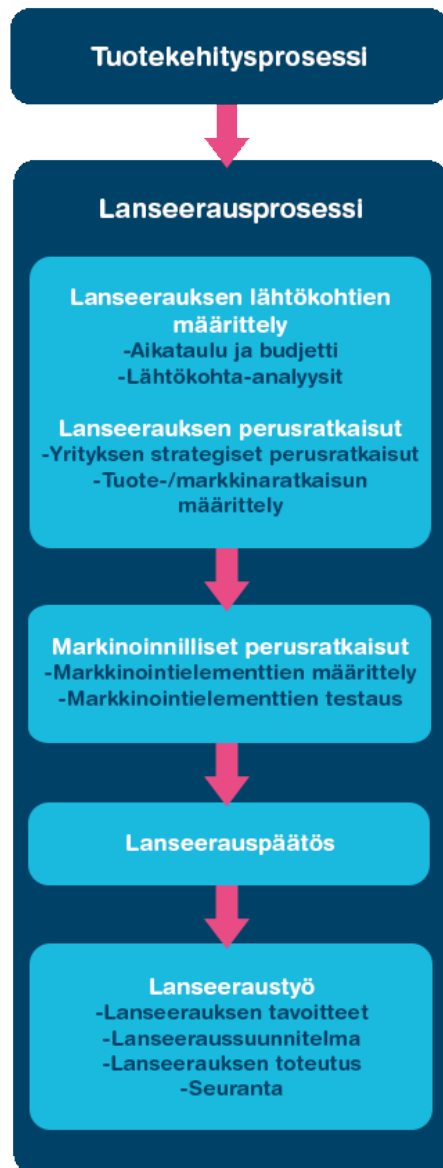 Tuotekehitysprosessi
Lanseerausprosessi
Lanseerauksen lähtökohtien
määrittely
-Aikataulu ja budjetti
-Lähtökohta-analyysit
Lanseerauksen perusratkaisut
-Yrityksen strategiset perusratkaisut
-Tuote-/markkinaratkaisun
määrittely
Markinoinnilliset perusratkaisut
-Markkinointielementtien määrittely
-Markkinointielementtien testaus
Lanseerauspäätös
Lanseeraustyö
-Lanseerauksen tavoitteet
-Lanseeraussuunnitelma
-Lanseerauksen toteutus
-Seuranta